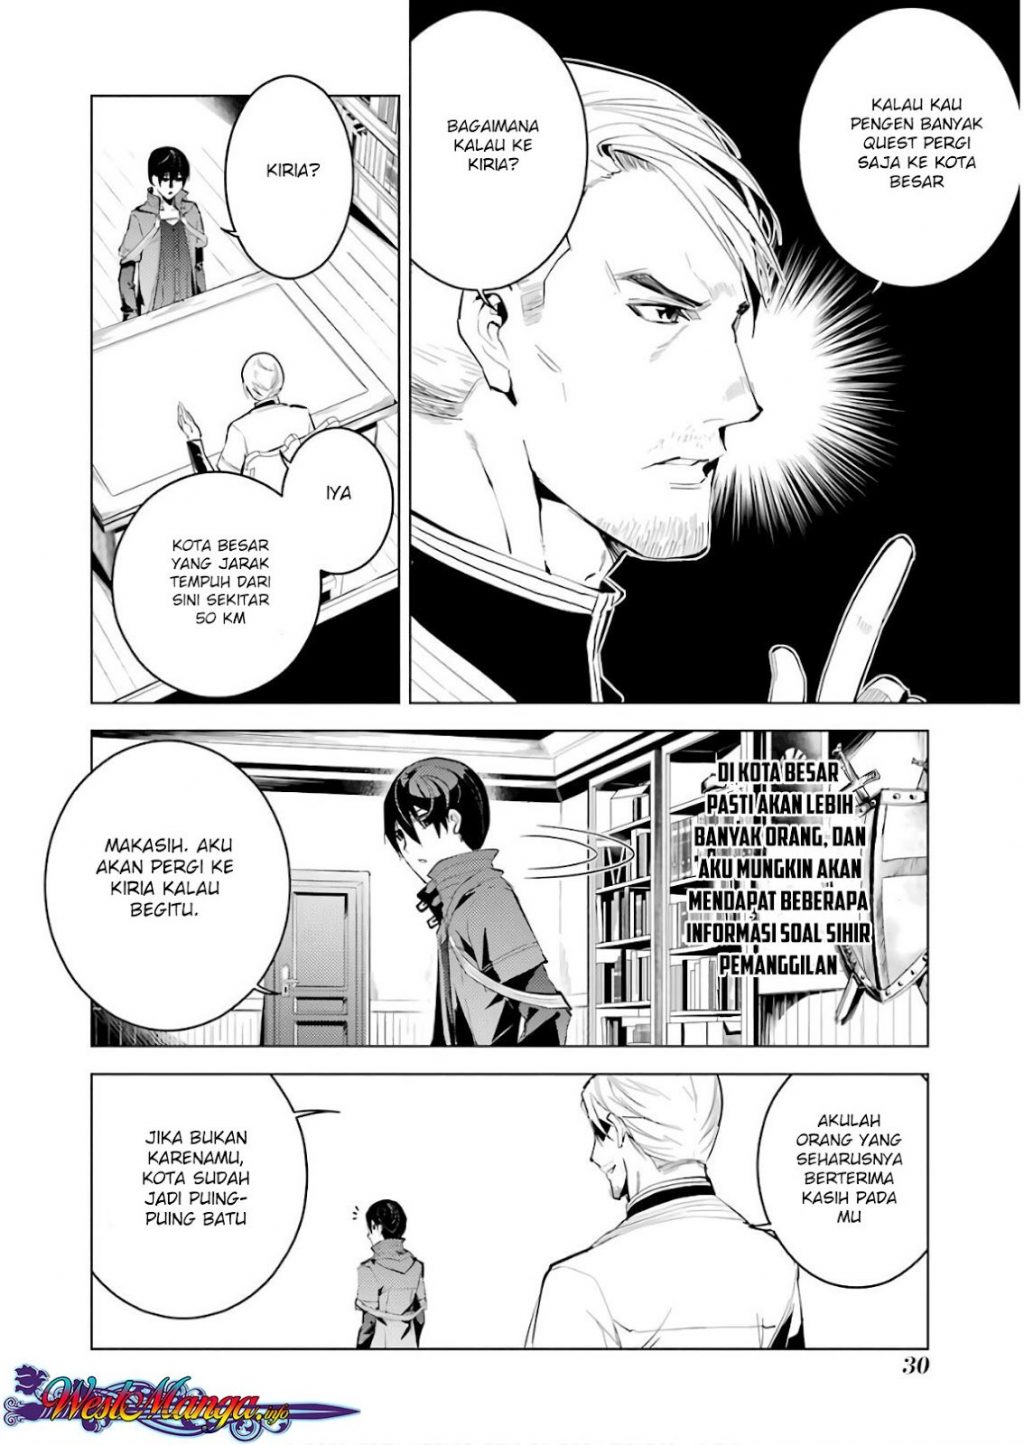 KALAU KAU
PENGEN BANYAK
QUEST PERGI
SAJA KE KOTA
BESAR
BAGAIMANA
KALAU KE
KIRIA?
KIRIA?
IYA
KOTA BESAR
YANG JARAK
TEMPUH DARI
SINI SEKITAR
50 KM
DI KOTA BESAR
PASTI AKAN LEBIH
BANYAK ORANG, DAN
AKU MUNGKIN AKAN
MENDAPAT BEBERAPA
INFORMASI SOAL SIHIR
PEMANGGILAN
MAKASIH. AKU
AKAN PERGI KE
KIRIA KALAU
BEGITU.
AKULAH
ORANG YANG
SEHARUSNYA
BERTERIMA
KASIH PADA
MU
JIKA BUKAN
KARENAMU,
KOTA SUDAH
JADI PUING-
PUING BATU
30
WestManga.info